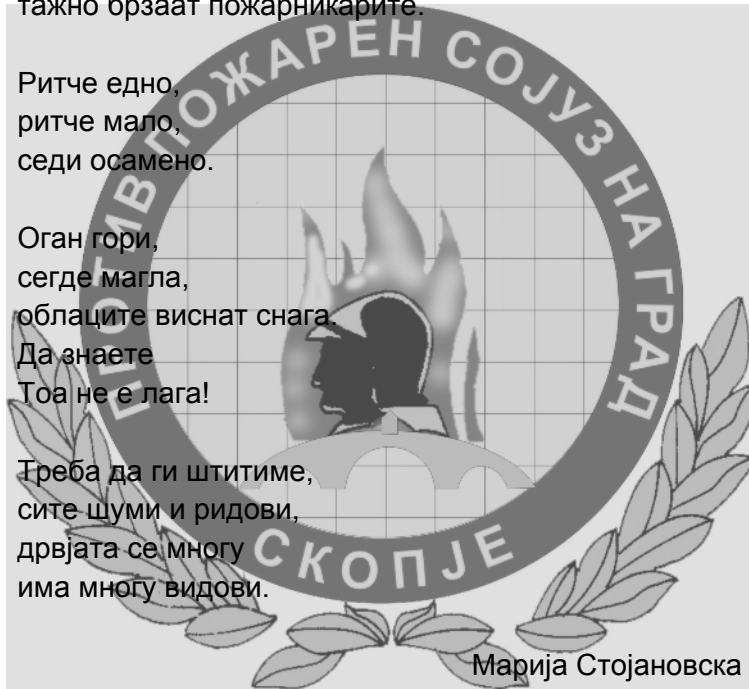 тажно брзаат пожарникарите.
Ритче едно,
ритче мало,
седи осамено.
Оган гори,
сегде магла,
облаците виснат снага.
Да знаете
Тоа не е лага!
Треба да ги штитиме,
сите шуми и ридови,
дрвјата се многу
има многу видови.
Марија Стојановска
ПРОТИВПОЖАРЕН СОЈУЗ НА ГРАД
СКОПЈЕ